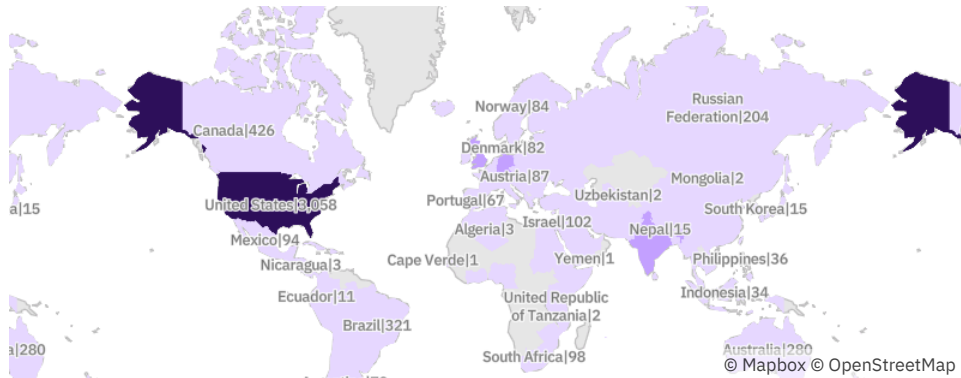 Norway|84
Russian
Federation|204
Canada|426
Denmark|82
Austria|87
Mongolia|2
Uzbekistan|2
Portugal|67
a|15
United States|3,058
South Korea|15
Israel|102
Algeria|3
Nepal|15
Mexico|94
Yemen|1
Philippines|36
Cape Verde|1
Nicaragua|3
Indonesia|34
Ecuador|11
United Republic
of Tanzania|2
Brazil|321
a|280
Australia|280
South Africa|98
© Mapbox © OpenStreetMap